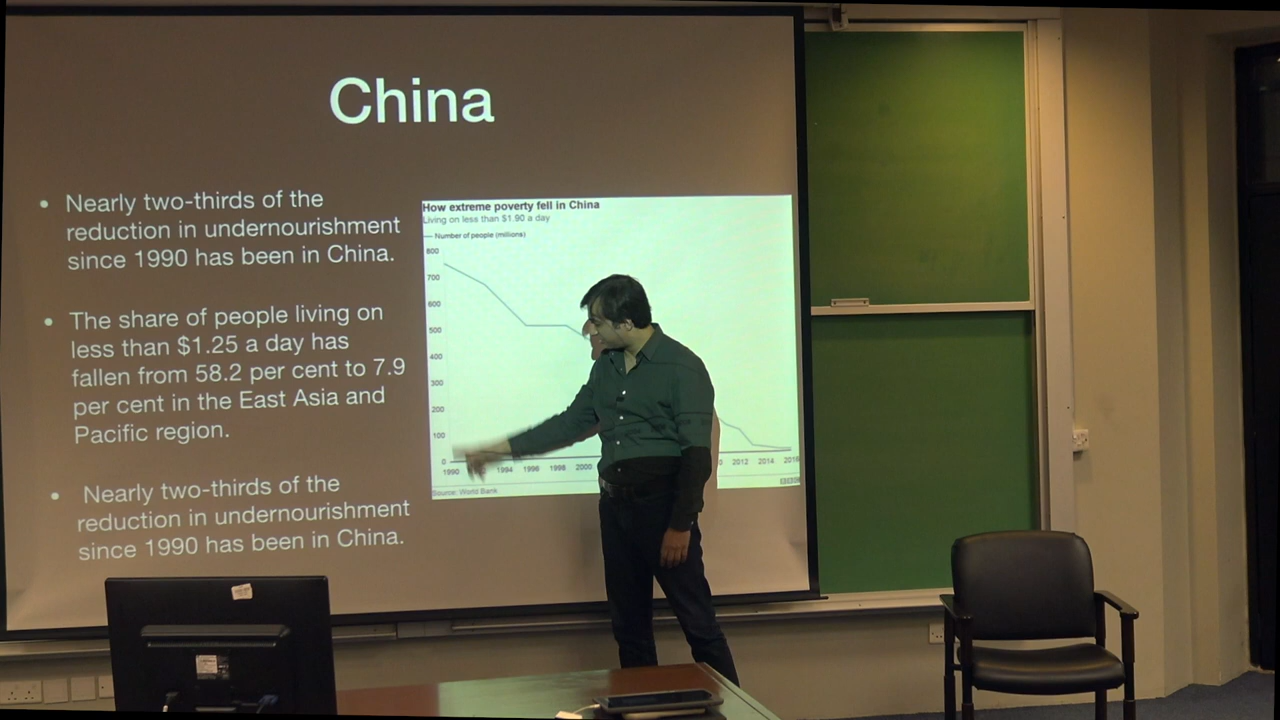 China
• Nearly two-thirds of the
reduction in undernourishment
since 1990 has been in China.
• The share of people living on
less than $1.25 a day has
fallen from 58.2 per cent to 7.9
per cent in the East Asia and
Pacific region.
• Nearly two-thirds of the
reduction in undernourishment
since 1990 has been in China.
How extreme poverty fell in China
Living on less than $1.90 a day
Number of people (millions)
800
700
600
500
400
300
200
100
0
1990 1994 1996 1998 2000 2012 2014 2016
Source: World Bank